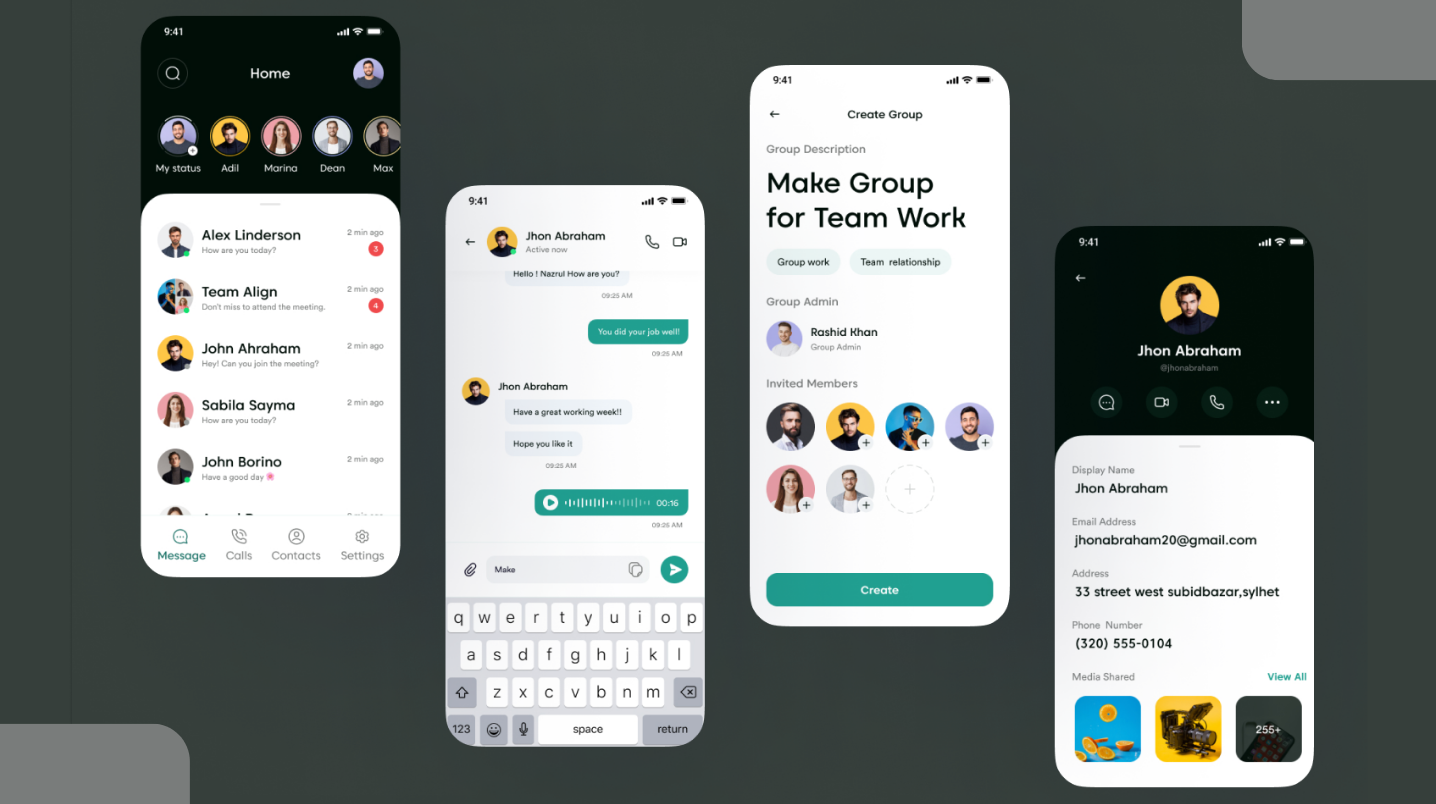 9:41
Home
My status
Adil
Marina
Dean
Max
Alex Linderson
2 min ago
How are you today?
3
Team Align
2 min ago
Don't miss to attend the meeting.
4
John Ahraham
2 min ago
Hey! Can you join the meeting?
Sabila Sayma
2 min ago
How are you today?
John Borino
2 min ago
Have a good day 🌸
Message
Calls
Contacts
Settings
9:41
Jhon Abraham
Active now
Hello ! Nazrul How are you?
09:25 AM
You did your job well!
09:25 AM
Jhon Abraham
Have a great working week!!
Hope you like it
09:25 AM
00:16
09:25 AM
Make
q w e r t y u i o p
a s d f g h j k l
z x c v b n m
123
space
return
9:41
Create Group
Group Description
Make Group
for Team Work
Group work
Team relationship
Group Admin
Rashid Khan
Group Admin
Invited Members
Create
9:41
Jhon Abraham
@jhonabraham
Display Name
Jhon Abraham
Email Address
jhonabraham20@gmail.com
Address
33 street west subidbazar,sylhet
Phone Number
(320) 555-0104
Media Shared
View All
255+